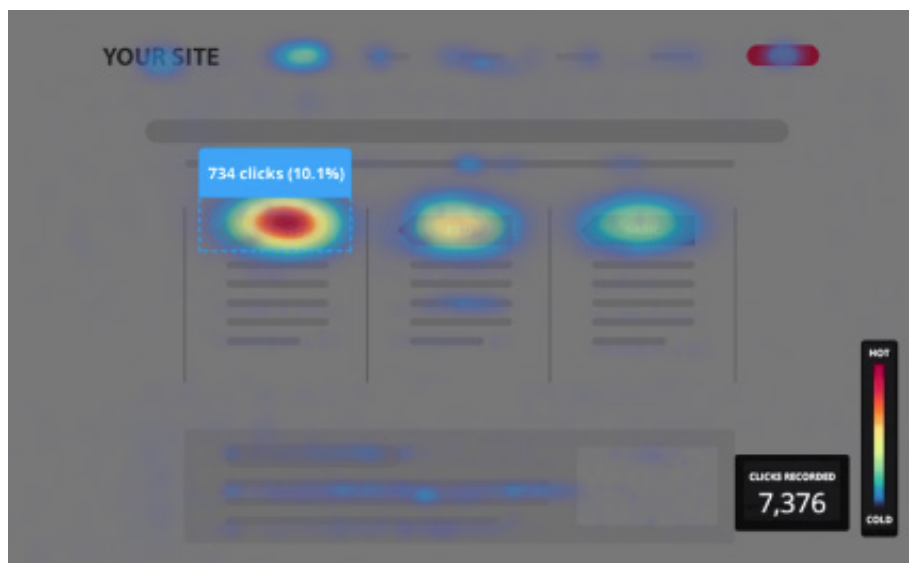 YOUR SITE
734 clicks (10.1%)
HOT
CLICKS RECORDED
7,376
COLD